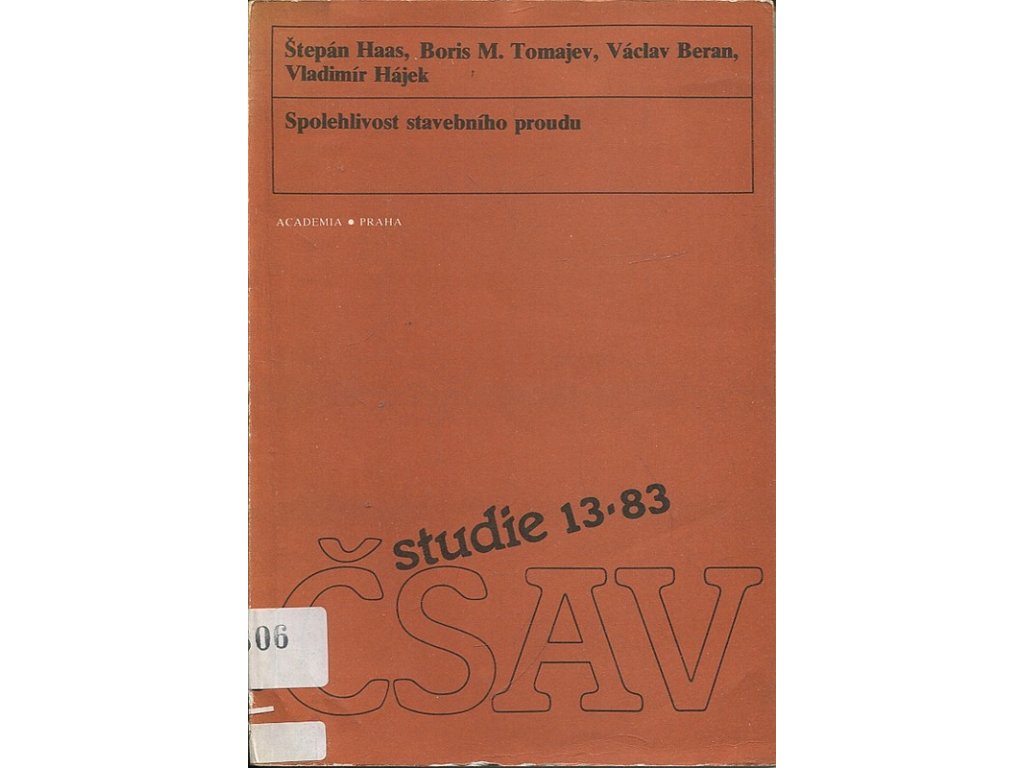 Štepán Haas, Boris M. Tomajev, Václav Beran,
Vladimír Hájek
Spolehlivost stavebního proudu
ACADEMIA • PRAHA
studie 13·83
ČSAV
06